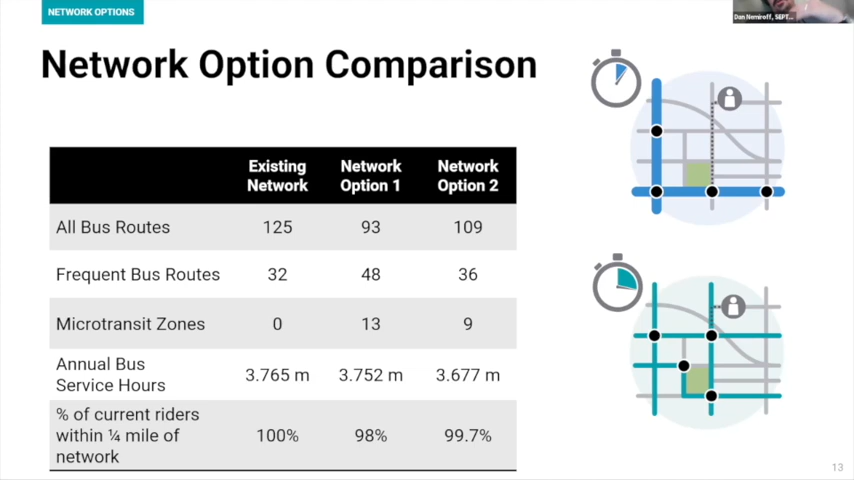 NETWORK OPTIONS
Dan Nemiroff, SEPT...
Network Option Comparison
Existing Network Network
Network Option 1 Option 2
All Bus Routes 125 93 109
Frequent Bus Routes 32 48 36
Microtransit Zones 0 13 9
Annual Bus
Service Hours 3.765 m 3.752 m 3.677 m
% of current riders
within ¼ mile of 100% 98% 99.7%
network
13